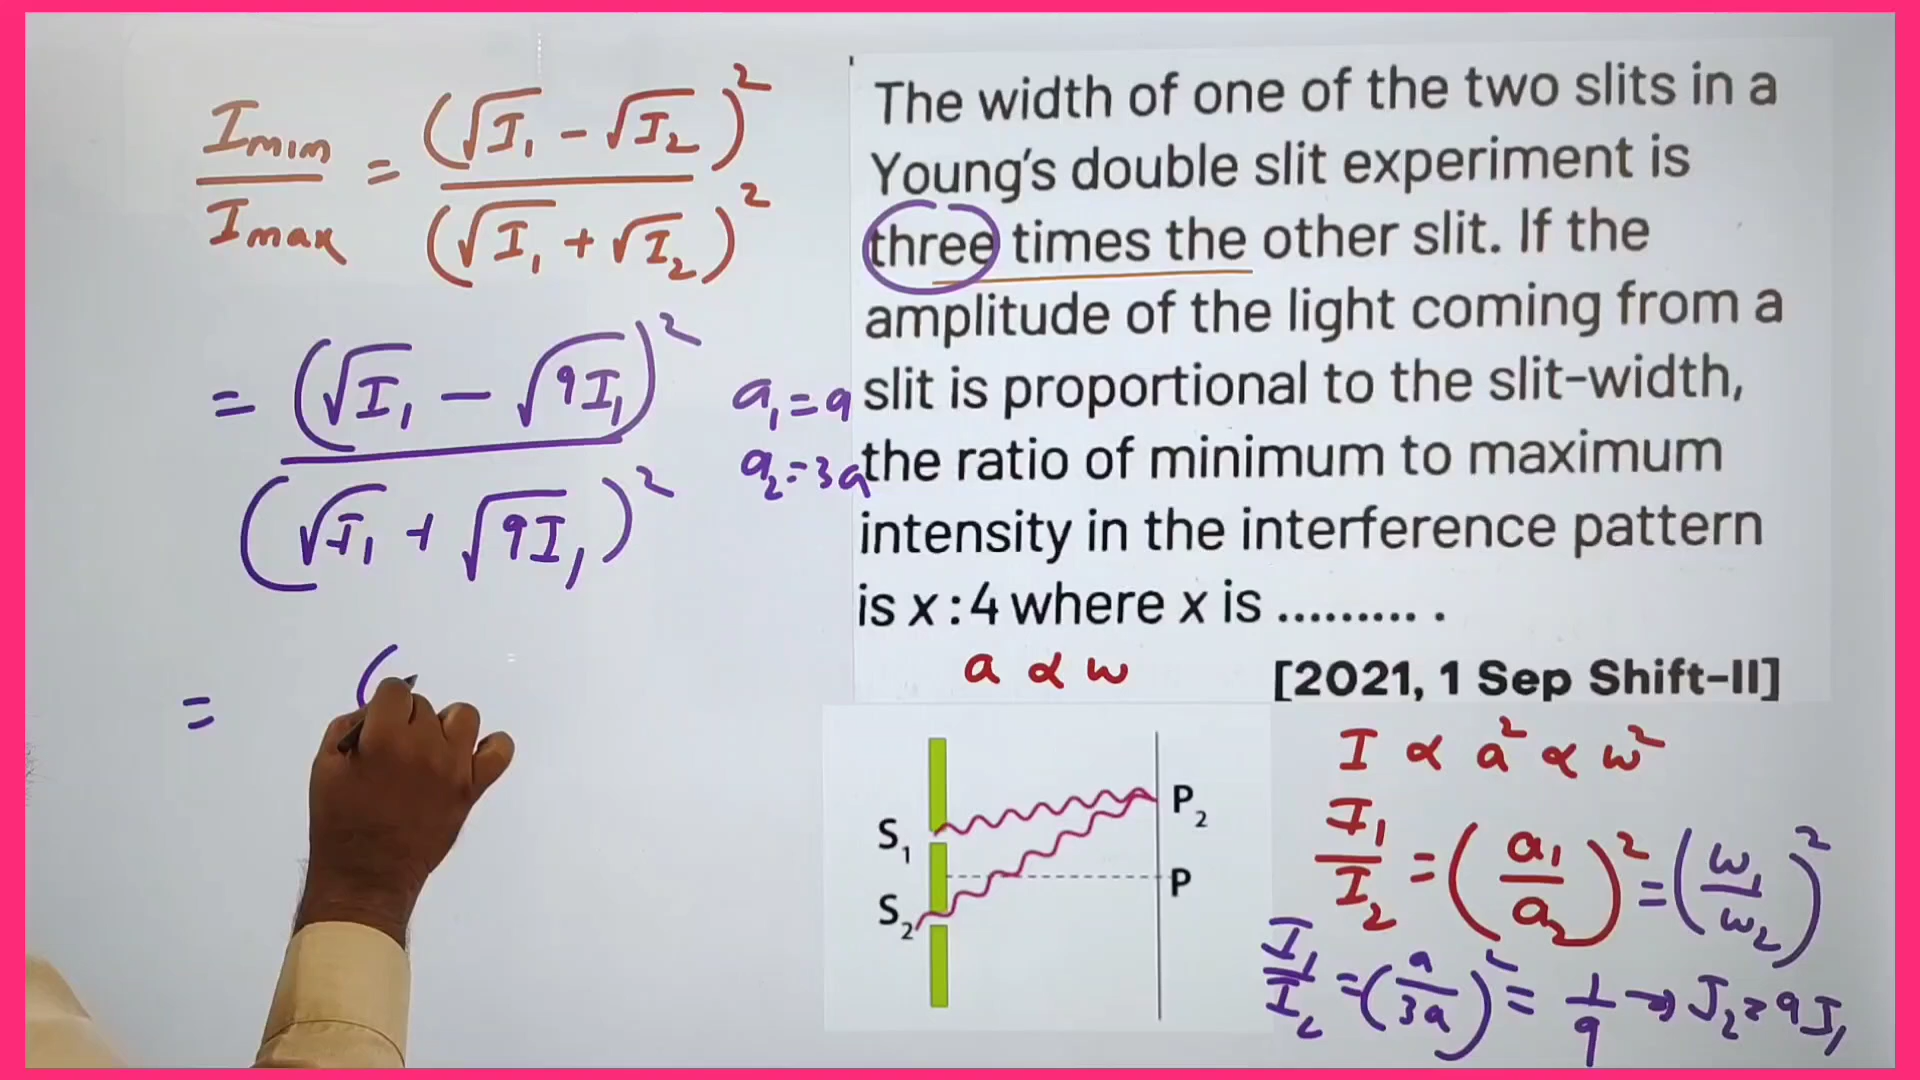 Imin / Imax = (√I1 - √I2)² / (√I1 + √I2)²
= (√I1 - √9I1)² / (√I1 + √9I1)²
a1 = a
a2 = 3a
= (
The width of one of the two slits in a
Young's double slit experiment is
three times the other slit. If the
amplitude of the light coming from a
slit is proportional to the slit-width,
the ratio of minimum to maximum
intensity in the interference pattern
is x : 4 where x is ......... .
a ∝ w
[2021, 1 Sep Shift-II]
S1
S2
P2
P
I ∝ a² ∝ w²
I1 / I2 = (a1 / a2)² = (w1 / w2)²
I1 / I2 = (a / 3a)² = 1 / 9 → I2 = 9I1